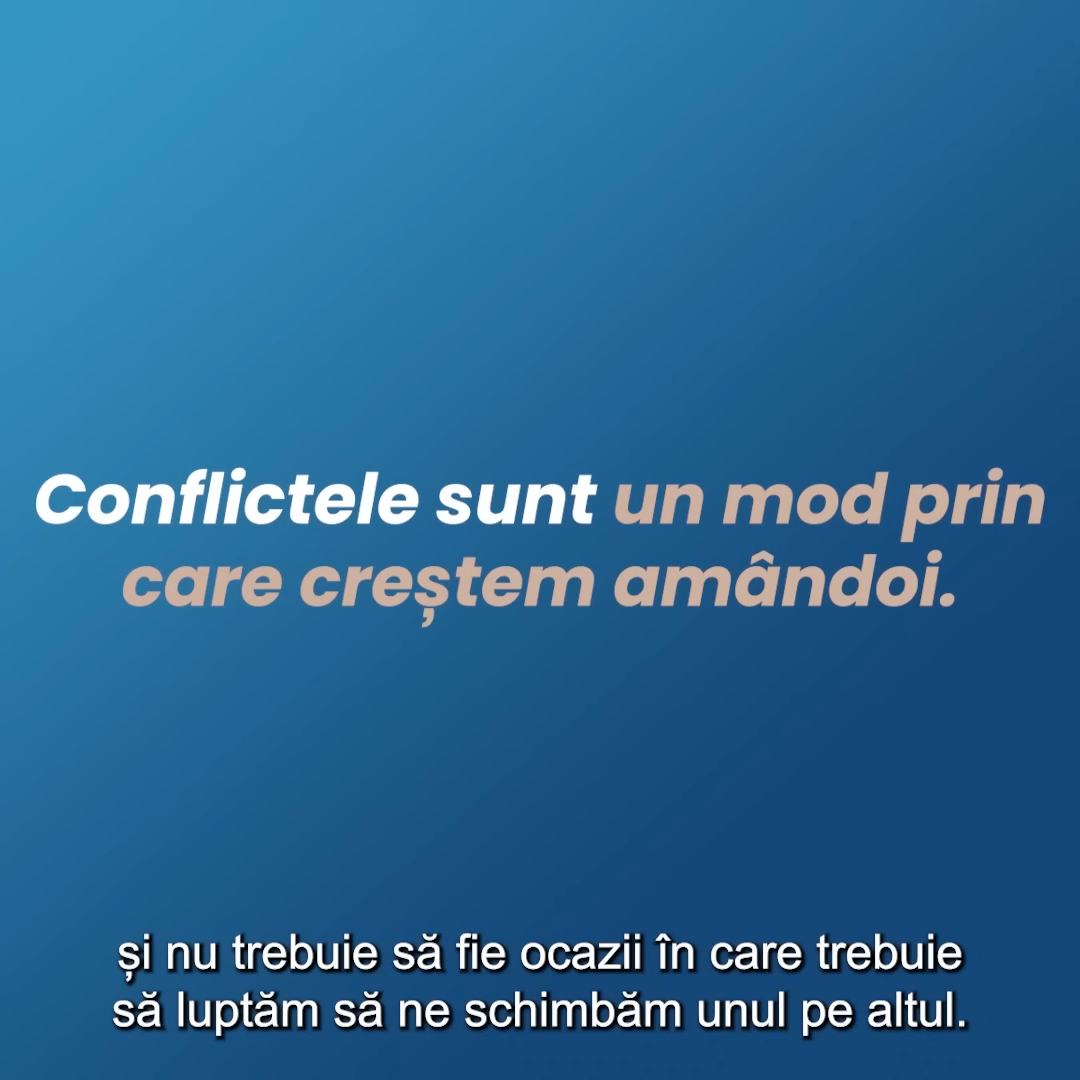 Conflictele sunt un mod prin
care creștem amândoi.
și nu trebuie să fie ocazii în care trebuie
să luptăm să ne schimbăm unul pe altul.